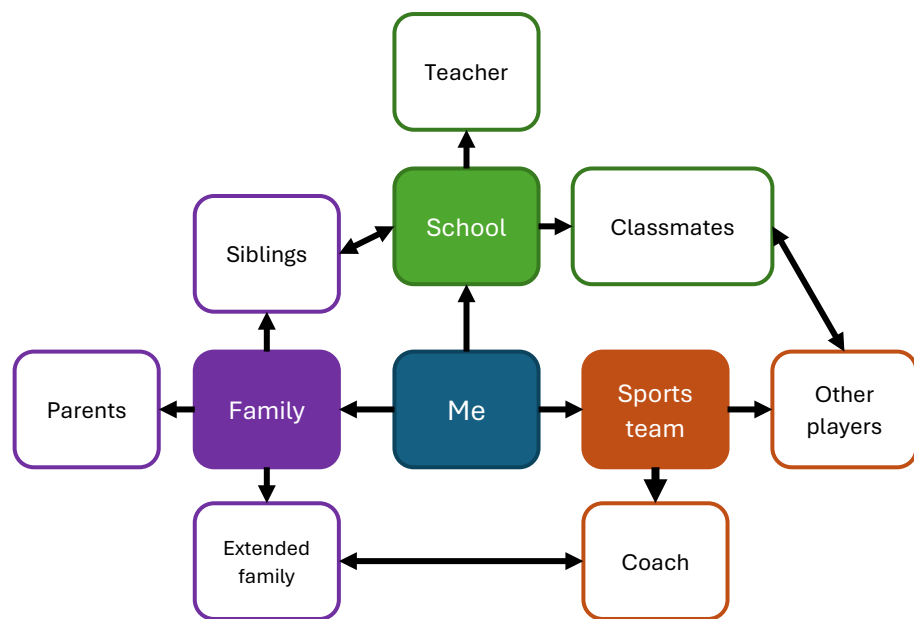 Teacher
School
Classmates
Siblings
Parents
Family
Me
Sports
team
Other
players
Extended
family
Coach